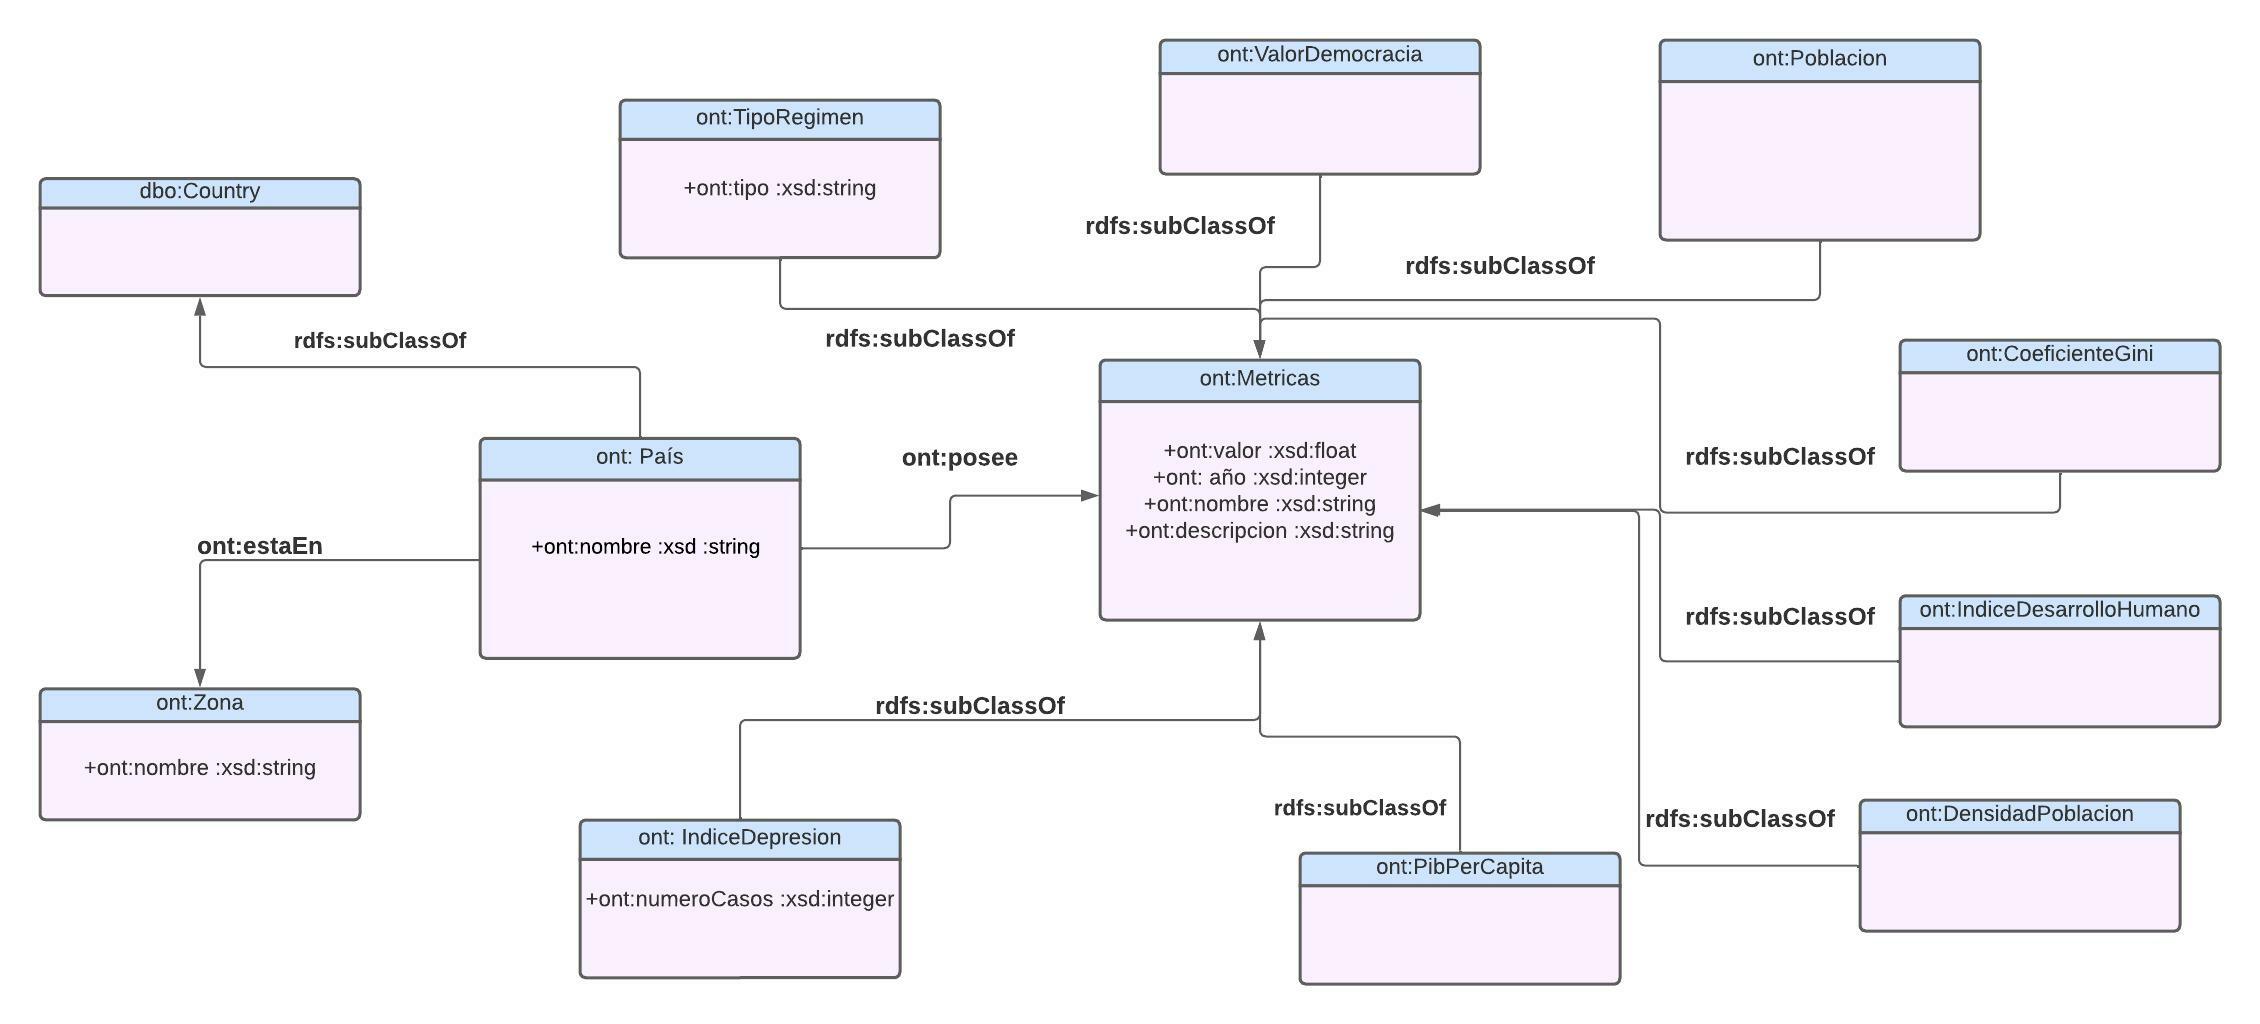 ont:ValorDemocracia
ont:Poblacion
ont:TipoRegimen
+ont:tipo :xsd:string
dbo:Country
rdfs:subClassOf
rdfs:subClassOf
rdfs:subClassOf
rdfs:subClassOf
ont:Metricas
+ont:valor :xsd:float
+ont: año :xsd:integer
+ont:nombre :xsd:string
+ont:descripcion :xsd:string
ont:CoeficienteGini
rdfs:subClassOf
ont: País
+ont:nombre :xsd :string
ont:posee
ont:estaEn
ont:IndiceDesarrolloHumano
rdfs:subClassOf
ont:Zona
+ont:nombre :xsd:string
rdfs:subClassOf
ont: IndiceDepresion
+ont:numeroCasos :xsd:integer
rdfs:subClassOf
ont:PibPerCapita
rdfs:subClassOf
ont:DensidadPoblacion